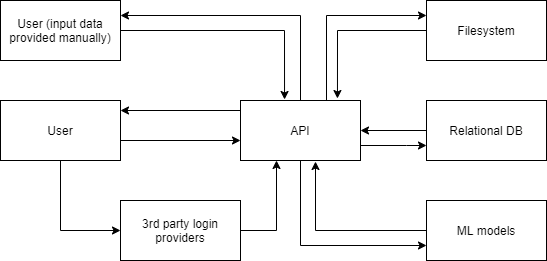 User (input data
provided manually)
Filesystem
User
API
Relational DB
3rd party login
providers
ML models